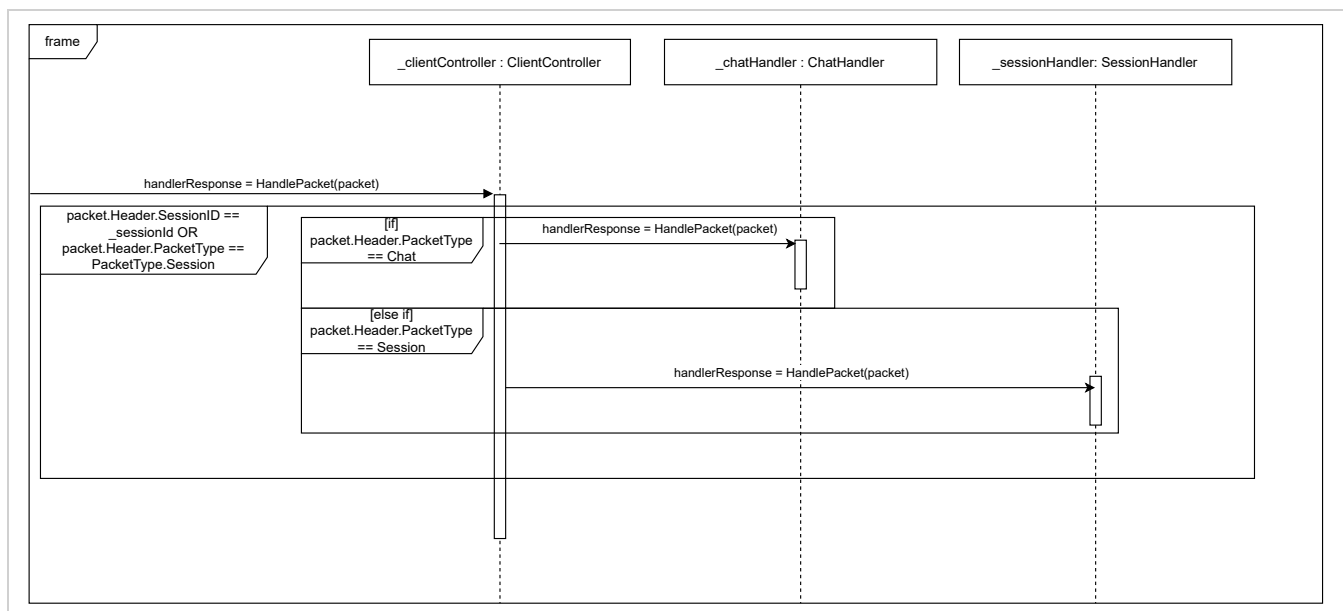 frame
_clientController : ClientController
_chatHandler : ChatHandler
_sessionHandler: SessionHandler
handlerResponse = HandlePacket(packet)
packet.Header.SessionID ==
_sessionId OR
packet.Header.PacketType ==
PacketType.Session
[if]
packet.Header.PacketType
== Chat
handlerResponse = HandlePacket(packet)
[else if]
packet.Header.PacketType
== Session
handlerResponse = HandlePacket(packet)